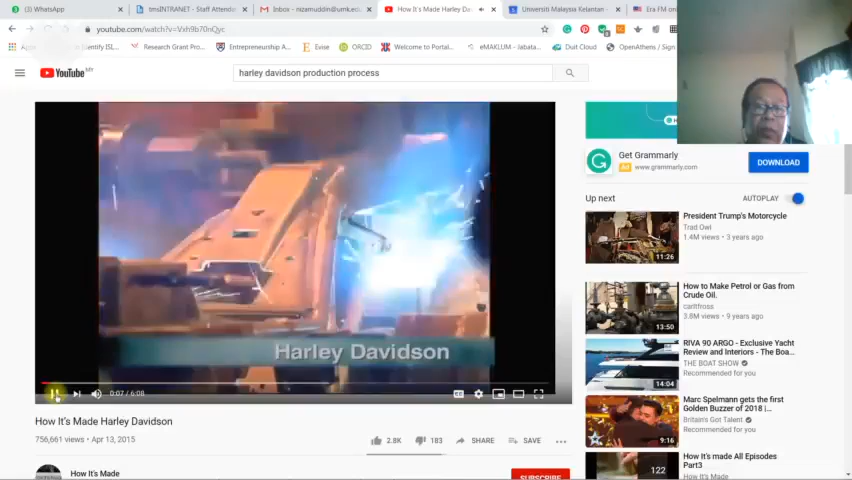 (3) WhatsApp
tmsINTRANET - Staff Attend
Inbox - nizamuddin@umk.ec
How It's Made Harley Dav
Universiti Malaysia Kelantan -
Era FM on
youtube.com/watch?v=Vxh9b70nQyc
to Identify ISI..
Research Grant Pro...
Entrepreneurship A...
Evise
ORCID
Welcome to Portal...
eMAKLUM - Jabata...
Duit Cloud
OpenAthens / Sign...
YouTube MY
harley davidson production process
Harley Davidson
0:07 / 6:08
How It's Made Harley Davidson
756,661 views • Apr 13, 2015
2.8K
183
SHARE
SAVE
How It's Made
SUBSCRIBE
Get Grammarly
Ad www.grammarly.com
DOWNLOAD
Up next
AUTOPLAY
President Trump's Motorcycle
Trad Owl
1.4M views • 3 years ago
11:26
How to Make Petrol or Gas from
Crude Oil.
caritfross
3.8M views • 9 years ago
13:50
RIVA 90 ARGO - Exclusive Yacht
Review and Interiors - The Boa...
THE BOAT SHOW
Recommended for you
14:04
Marc Spelmann gets the first
Golden Buzzer of 2018 |...
Britain's Got Talent
Recommended for you
9:16
How It's made All Episodes
Part3
How It's Made
122